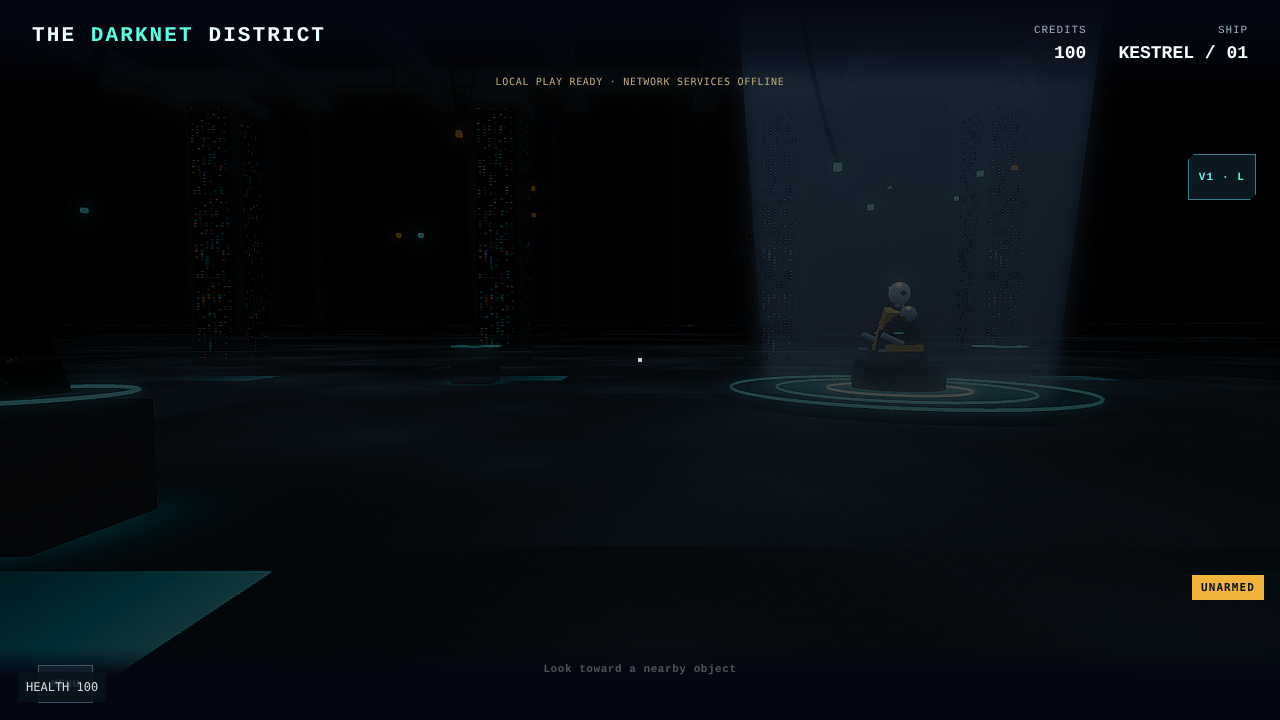 THE DARKNET DISTRICT
CREDITS
100
SHIP
KESTREL / 01
LOCAL PLAY READY · NETWORK SERVICES OFFLINE
V1 · L
UNARMED
Look toward a nearby object
HEALTH 100